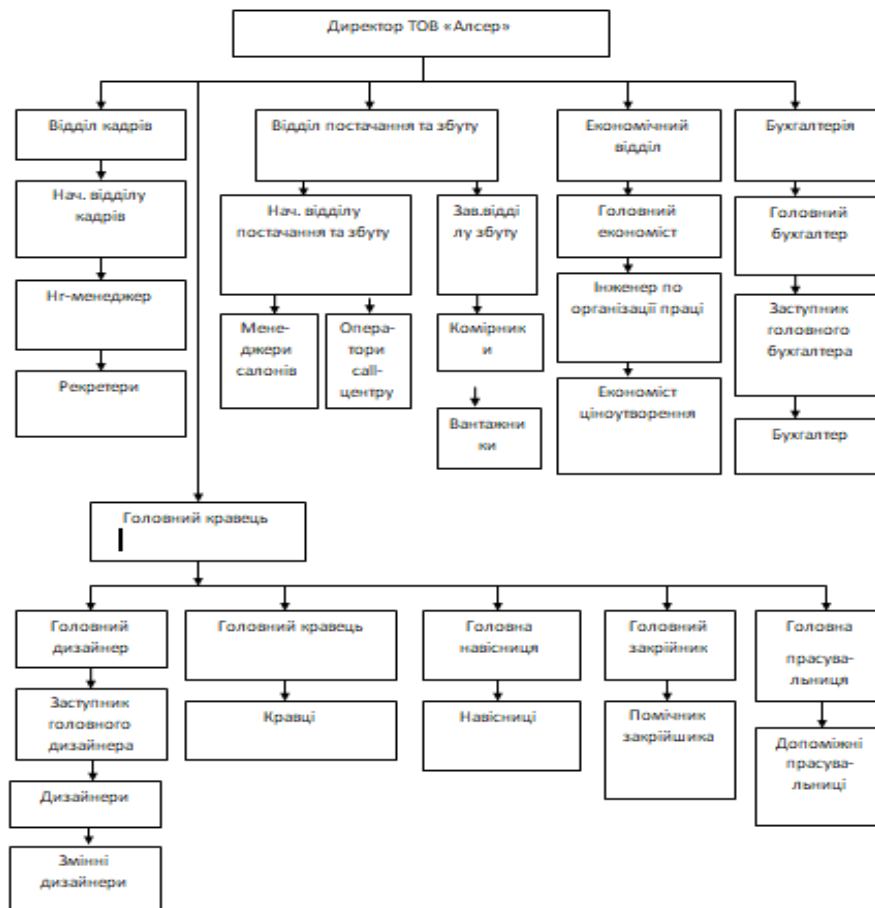 Директор ТОВ «Алсер»
Відділ кадрів
Відділ постачання та збуту
Економічний
відділ
Бухгалтерія
Нач. відділу
кадрів
Нач. відділу
постачання та збуту
Зав.відді
лу збуту
Головний
економіст
Головний
бухгалтер
Hr-менеджер
Мене-
джери
салонів
Опера-
тори
call-
центру
Комірник
и
Інженер по
організації праці
Заступник
головного
бухгалтера
Рекретери
Вантажни
ки
Економіст
ціноутворення
Бухгалтер
Головний кравець
Головний
дизайнер
Головний кравець
Головна
навісниця
Головний
закрійник
Головна
прасува-
льниця
Заступник
головного
дизайнера
Кравці
Навісниці
Помічник
закрійшика
Допоміжні
прасува-
льниці
Дизайнери
Змінні
дизайнери